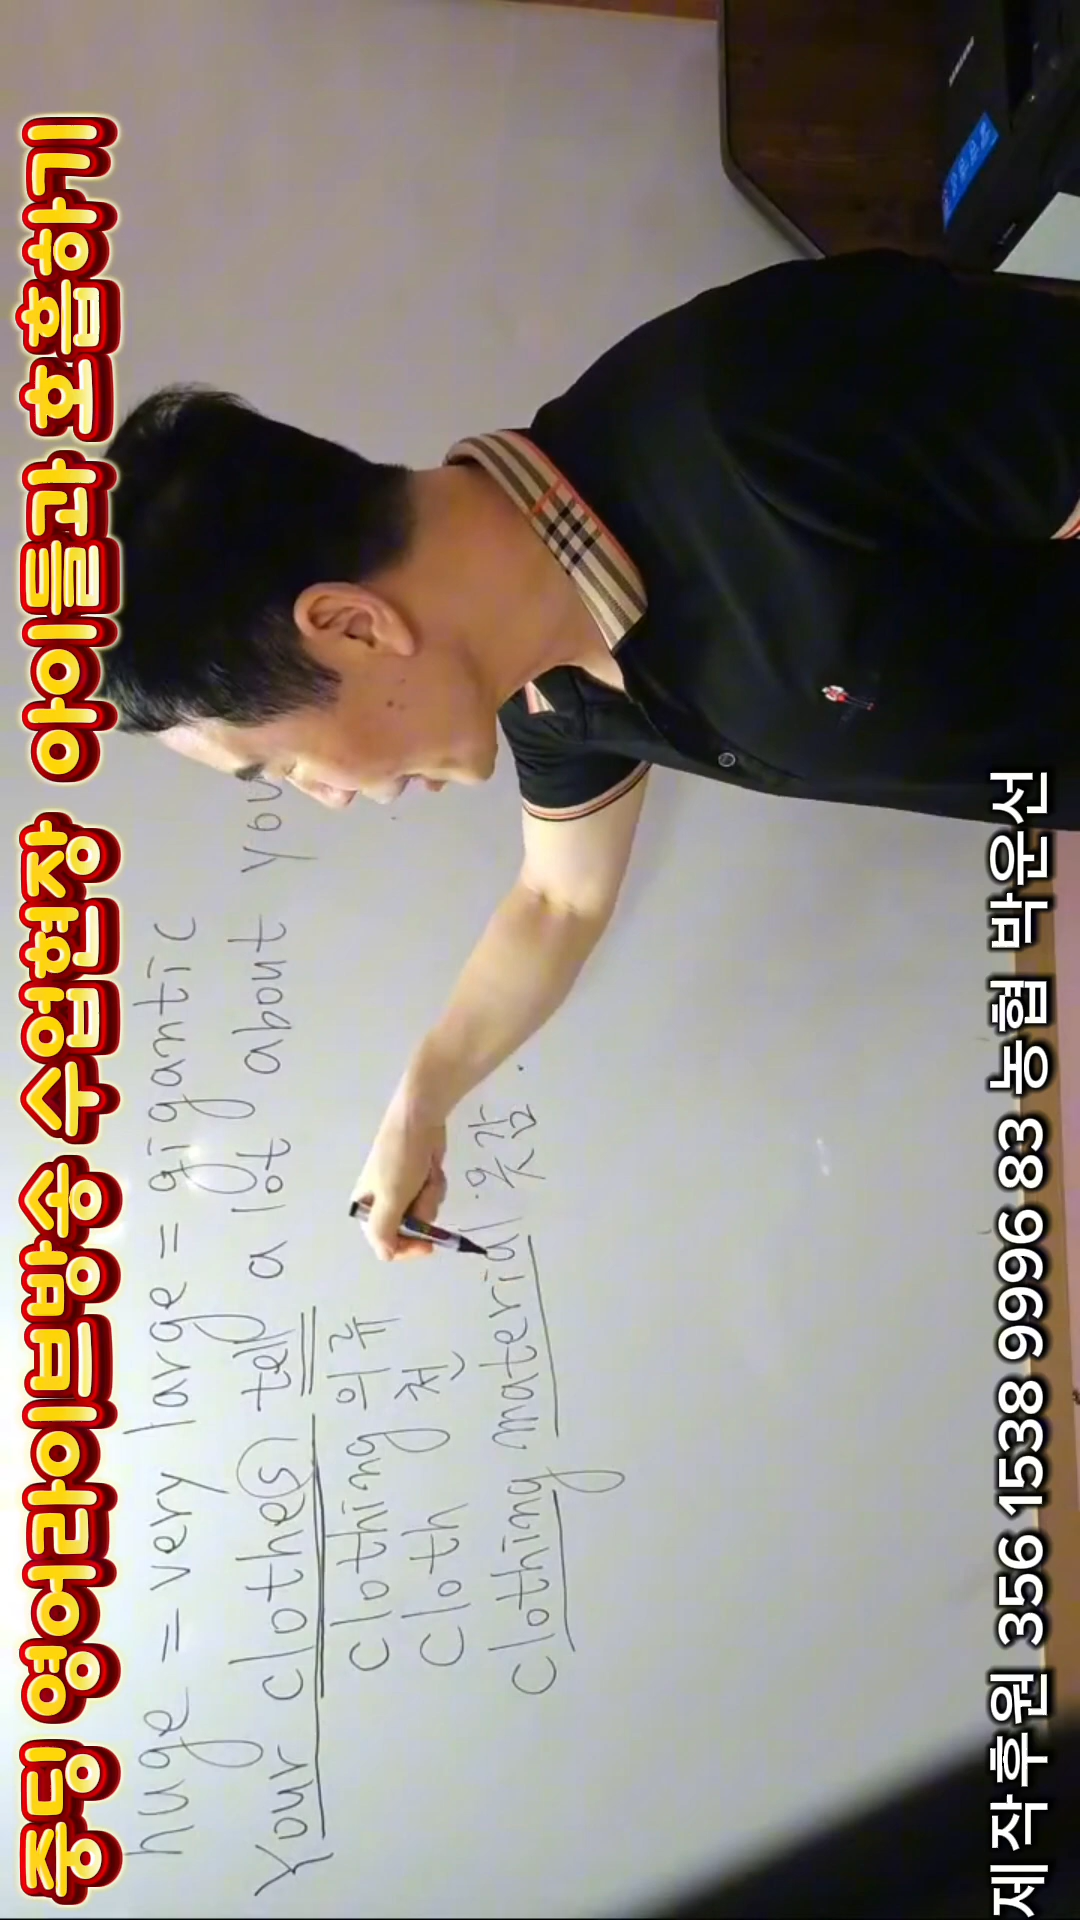 중딩 영어라이브방송 수업현장 아이들과 호흡하기
huge = very large = gigantic
Your clothes tell a lot about you
clothing 의류
cloth 천
clothing material 옷감.
제작후원 356 1538 9996 83 농협 박운선
SAMSUNG